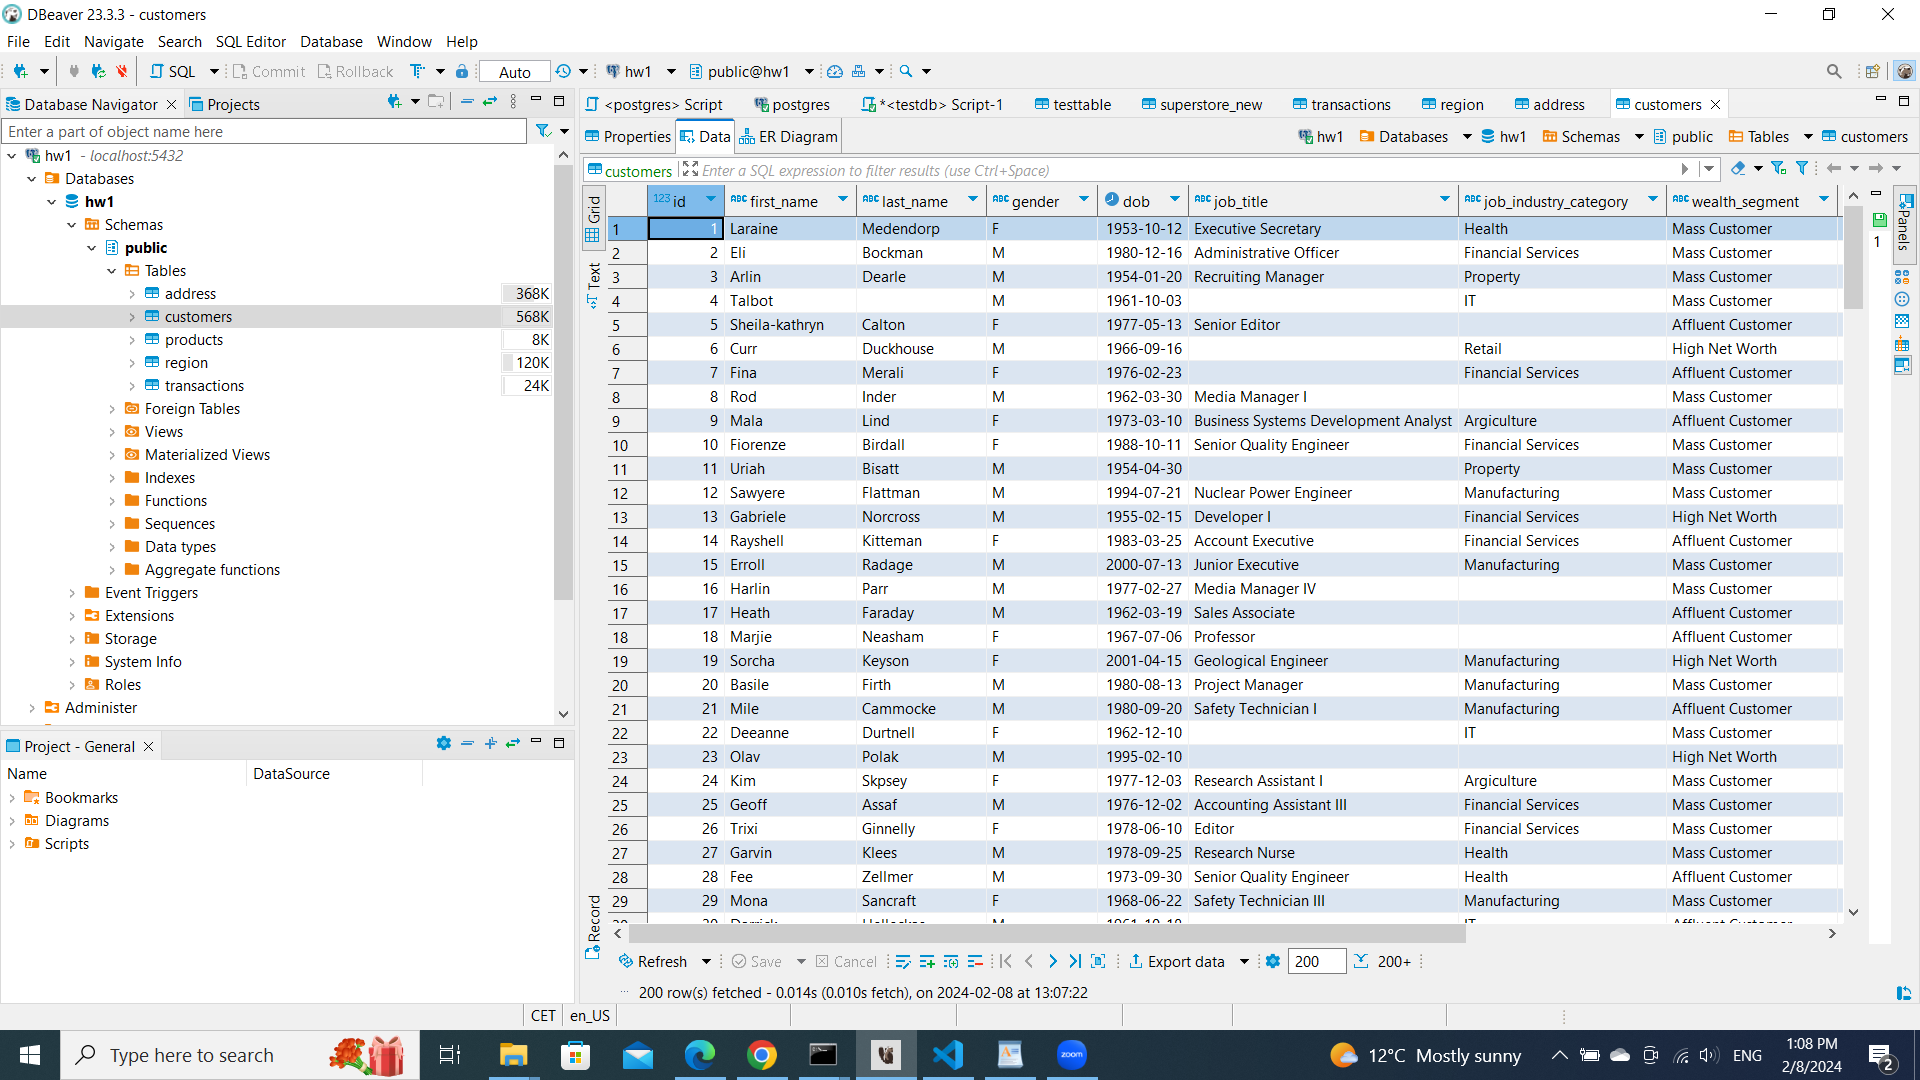 DBeaver 23.3.3 - customers
File Edit Navigate Search SQL Editor Database Window Help
SQL Commit Rollback Auto hw1 public@hw1
Database Navigator Projects
<postgres> Script postgres *<testdb> Script-1 testtable superstore_new transactions region address customers
Enter a part of object name here
Properties Data ER Diagram hw1 Databases hw1 Schemas public Tables customers
customers Enter a SQL expression to filter results (use Ctrl+Space)
hw1 - localhost:5432
Databases
hw1
Schemas
public
Tables
address 368K
customers 568K
products 8K
region 120K
transactions 24K
Foreign Tables
Views
Materialized Views
Indexes
Functions
Sequences
Data types
Aggregate functions
Event Triggers
Extensions
Storage
System Info
Roles
Administer
Project - General
Name DataSource
Bookmarks
Diagrams
Scripts
Grid
Text
Record
123 id ABC first_name ABC last_name ABC gender dob ABC job_title ABC job_industry_category ABC wealth_segment
1 1 Laraine Medendorp F 1953-10-12 Executive Secretary Health Mass Customer
2 2 Eli Bockman M 1980-12-16 Administrative Officer Financial Services Mass Customer
3 3 Arlin Dearle M 1954-01-20 Recruiting Manager Property Mass Customer
4 4 Talbot M 1961-10-03 IT Mass Customer
5 5 Sheila-kathryn Calton F 1977-05-13 Senior Editor Affluent Customer
6 6 Curr Duckhouse M 1966-09-16 Retail High Net Worth
7 7 Fina Merali F 1976-02-23 Financial Services Affluent Customer
8 8 Rod Inder M 1962-03-30 Media Manager I Mass Customer
9 9 Mala Lind F 1973-03-10 Business Systems Development Analyst Argiculture Affluent Customer
10 10 Fiorenze Birdall F 1988-10-11 Senior Quality Engineer Financial Services Mass Customer
11 11 Uriah Bisatt M 1954-04-30 Property Mass Customer
12 12 Sawyere Flattman M 1994-07-21 Nuclear Power Engineer Manufacturing Mass Customer
13 13 Gabriele Norcross M 1955-02-15 Developer I Financial Services High Net Worth
14 14 Rayshell Kitteman F 1983-03-25 Account Executive Financial Services Affluent Customer
15 15 Erroll Radage M 2000-07-13 Junior Executive Manufacturing Mass Customer
16 16 Harlin Parr M 1977-02-27 Media Manager IV Mass Customer
17 17 Heath Faraday M 1962-03-19 Sales Associate Affluent Customer
18 18 Marjie Neasham F 1967-07-06 Professor Affluent Customer
19 19 Sorcha Keyson F 2001-04-15 Geological Engineer Manufacturing High Net Worth
20 20 Basile Firth M 1980-08-13 Project Manager Manufacturing Mass Customer
21 21 Mile Cammocke M 1980-09-20 Safety Technician I Manufacturing Affluent Customer
22 22 Deeanne Durtnell F 1962-12-10 IT Mass Customer
23 23 Olav Polak M 1995-02-10 High Net Worth
24 24 Kim Skpsey F 1977-12-03 Research Assistant I Argiculture Mass Customer
25 25 Geoff Assaf M 1976-12-02 Accounting Assistant III Financial Services Mass Customer
26 26 Trixi Ginnelly F 1978-06-10 Editor Financial Services Mass Customer
27 27 Garvin Klees M 1978-09-25 Research Nurse Health Mass Customer
28 28 Fee Zellmer M 1973-09-30 Senior Quality Engineer Health Affluent Customer
29 29 Mona Sancraft F 1968-06-22 Safety Technician III Manufacturing Mass Customer
1
Panels
Refresh Save Cancel Export data 200 200+
200 row(s) fetched - 0.014s (0.010s fetch), on 2024-02-08 at 13:07:22
CET en_US
Type here to search
zoom
12°C Mostly sunny
ENG
1:08 PM
2/8/2024
2